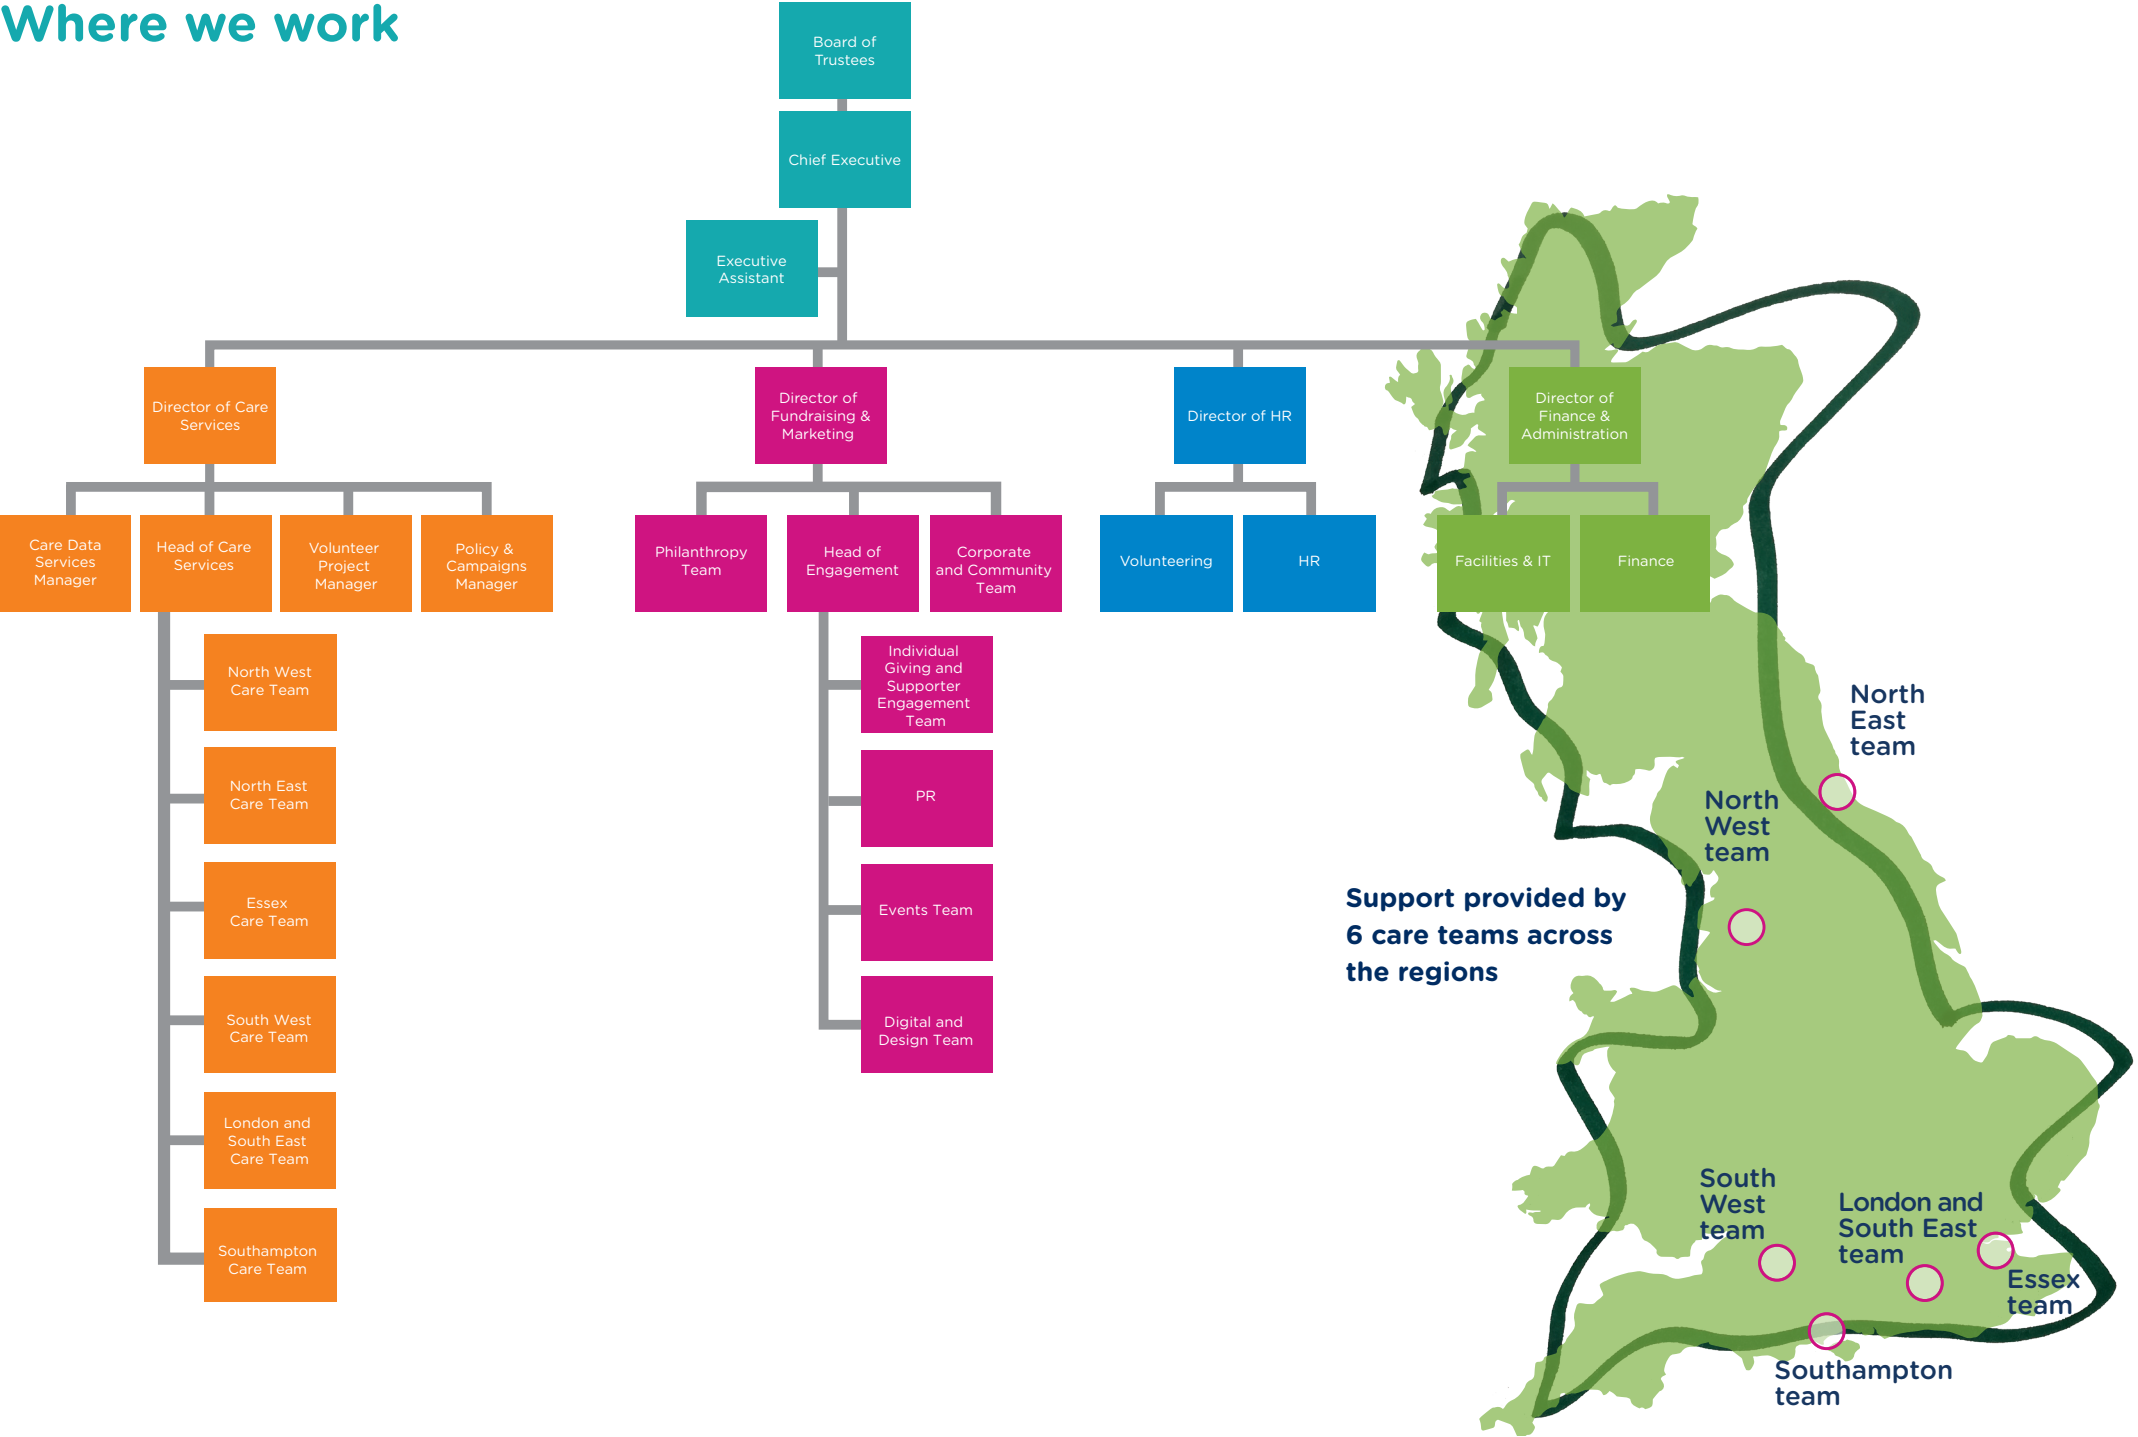 Where we work
Board of
Trustees
Chief Executive
Executive
Assistant
Director of Care
Services
Director of
Fundraising &
Marketing
Director of HR
Director of
Finance &
Administration
Care Data
Services
Manager
Head of Care
Services
Volunteer
Project
Manager
Policy &
Campaigns
Manager
Philanthropy
Team
Head of
Engagement
Corporate
and Community
Team
Volunteering
HR
Facilities & IT
Finance
North West
Care Team
North East
Care Team
Essex
Care Team
South West
Care Team
London and
South East
Care Team
Southampton
Care Team
Individual
Giving and
Supporter
Engagement
Team
PR
Events Team
Digital and
Design Team
North
East
team
North
West
team
Support provided by
6 care teams across
the regions
South
West
team
London and
South East
team
Essex
team
Southampton
team